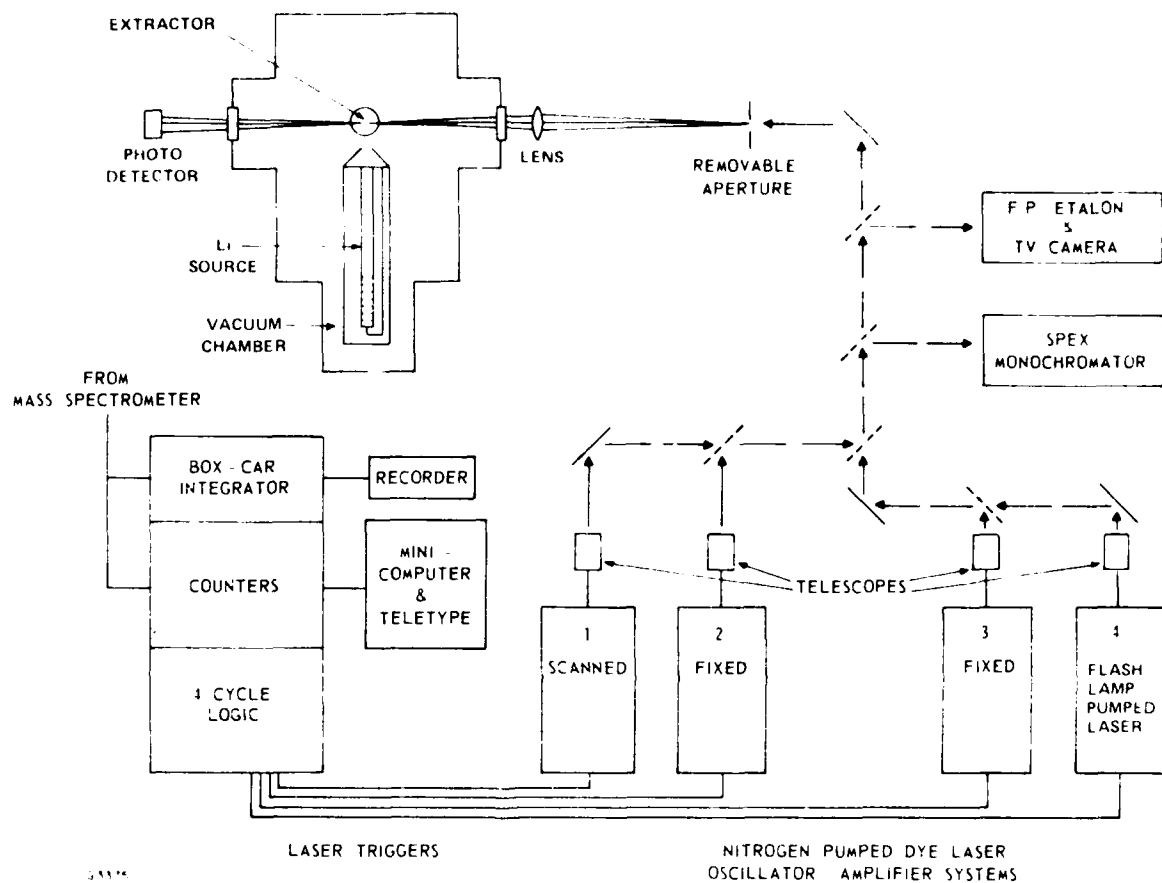 EXTRACTOR
PHOTO
DETECTOR
LENS
REMOVABLE
APERTURE
F P ETALON
&
TV CAMERA
Li
SOURCE
VACUUM
CHAMBER
SPEX
MONOCHROMATOR
FROM
MASS SPECTROMETER
BOX - CAR
INTEGRATOR
RECORDER
COUNTERS
MINI -
COMPUTER
&
TELETYPE
4 CYCLE
LOGIC
TELESCOPES
1
SCANNED
2
FIXED
3
FIXED
4
FLASH
LAMP
PUMPED
LASER
LASER TRIGGERS
NITROGEN PUMPED DYE LASER
OSCILLATOR AMPLIFIER SYSTEMS